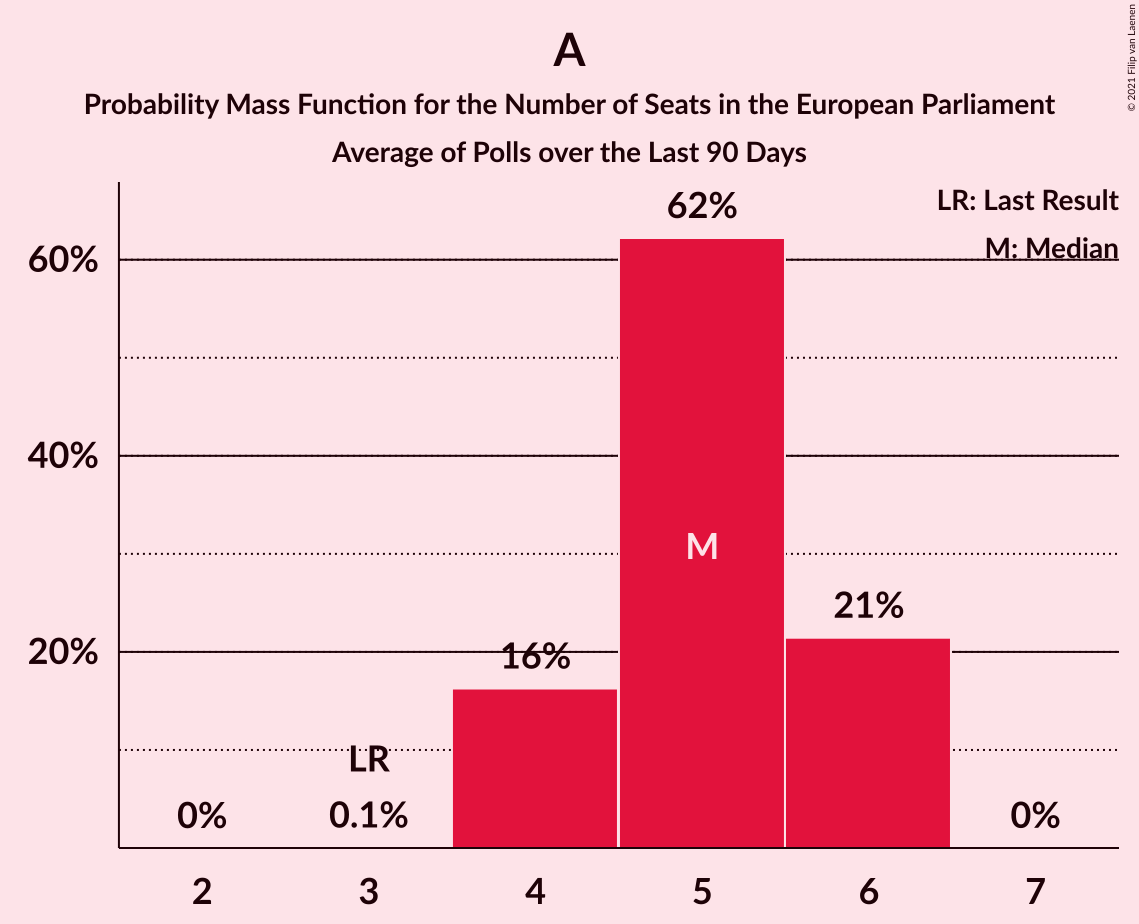 A
Probability Mass Function for the Number of Seats in the European Parliament
Average of Polls over the Last 90 Days
© 2021 Filip van Laenen
LR: Last Result
M: Median
60%
40%
20%
0%
LR
0.1%
16%
62%
M
21%
0%
2 3 4 5 6 7